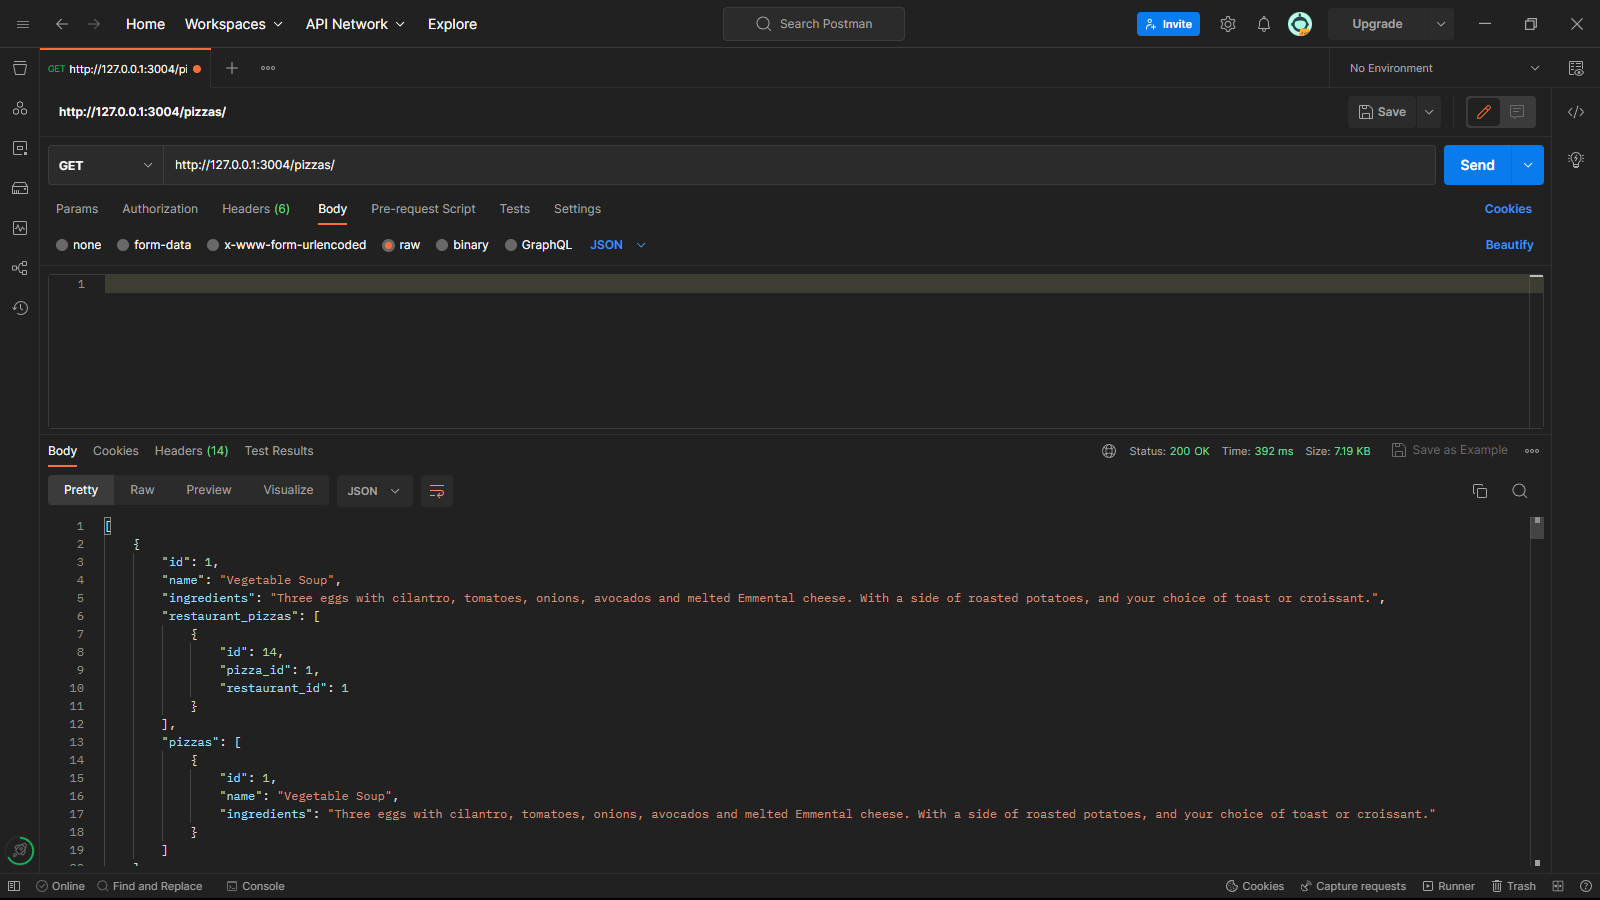 Home Workspaces API Network Explore Search Postman Invite Upgrade
GET http://127.0.0.1:3004/pi No Environment
http://127.0.0.1:3004/pizzas/ Save
GET http://127.0.0.1:3004/pizzas/ Send
Params Authorization Headers (6) Body Pre-request Script Tests Settings Cookies
none form-data x-www-form-urlencoded raw binary GraphQL JSON Beautify
1
Body Cookies Headers (14) Test Results Status: 200 OK Time: 392 ms Size: 7.19 KB Save as Example
Pretty Raw Preview Visualize JSON
1 [
2 {
3 "id": 1,
4 "name": "Vegetable Soup",
5 "ingredients": "Three eggs with cilantro, tomatoes, onions, avocados and melted Emmental cheese. With a side of roasted potatoes, and your choice of toast or croissant.",
6 "restaurant_pizzas": [
7 {
8 "id": 14,
9 "pizza_id": 1,
10 "restaurant_id": 1
11 }
12 ],
13 "pizzas": [
14 {
15 "id": 1,
16 "name": "Vegetable Soup",
17 "ingredients": "Three eggs with cilantro, tomatoes, onions, avocados and melted Emmental cheese. With a side of roasted potatoes, and your choice of toast or croissant."
18 }
19 ]
Online Find and Replace Console Cookies Capture requests Runner Trash